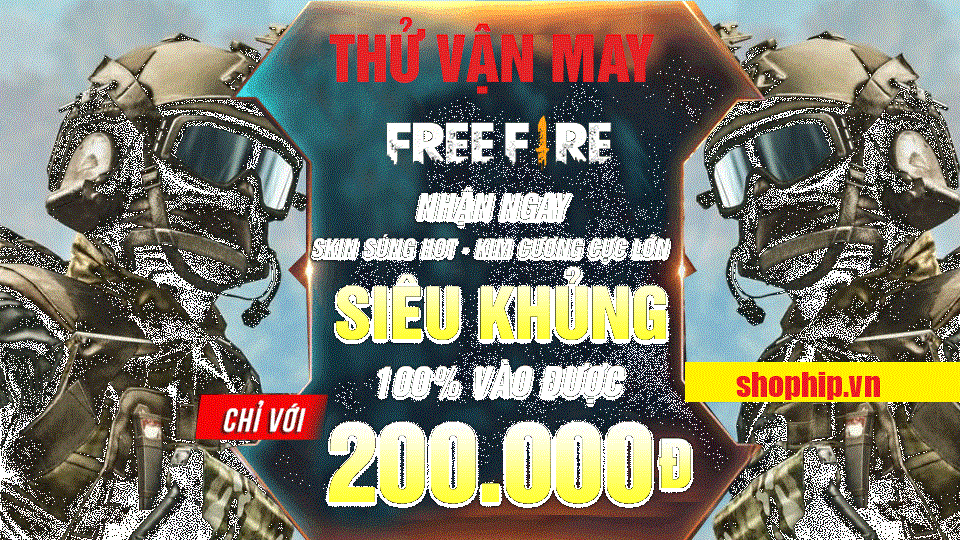 THỬ VẬN MAY
FREE FIRE
NHẬN NGAY
SKIN SÚNG HOT - KIM CƯƠNG CỰC LỚN
SIÊU KHỦNG
100% VÀO ĐƯỢC
shophip.vn
CHỈ VỚI
200.000Đ